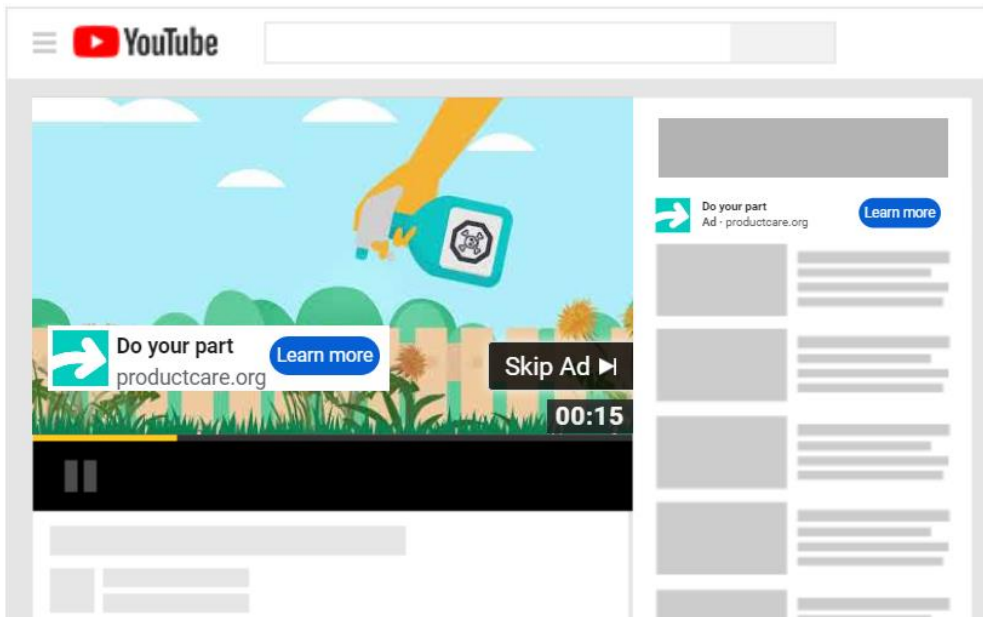 YouTube
Do your part
productcare.org
Learn more
Skip Ad
00:15
Do your part
Ad · productcare.org
Learn more